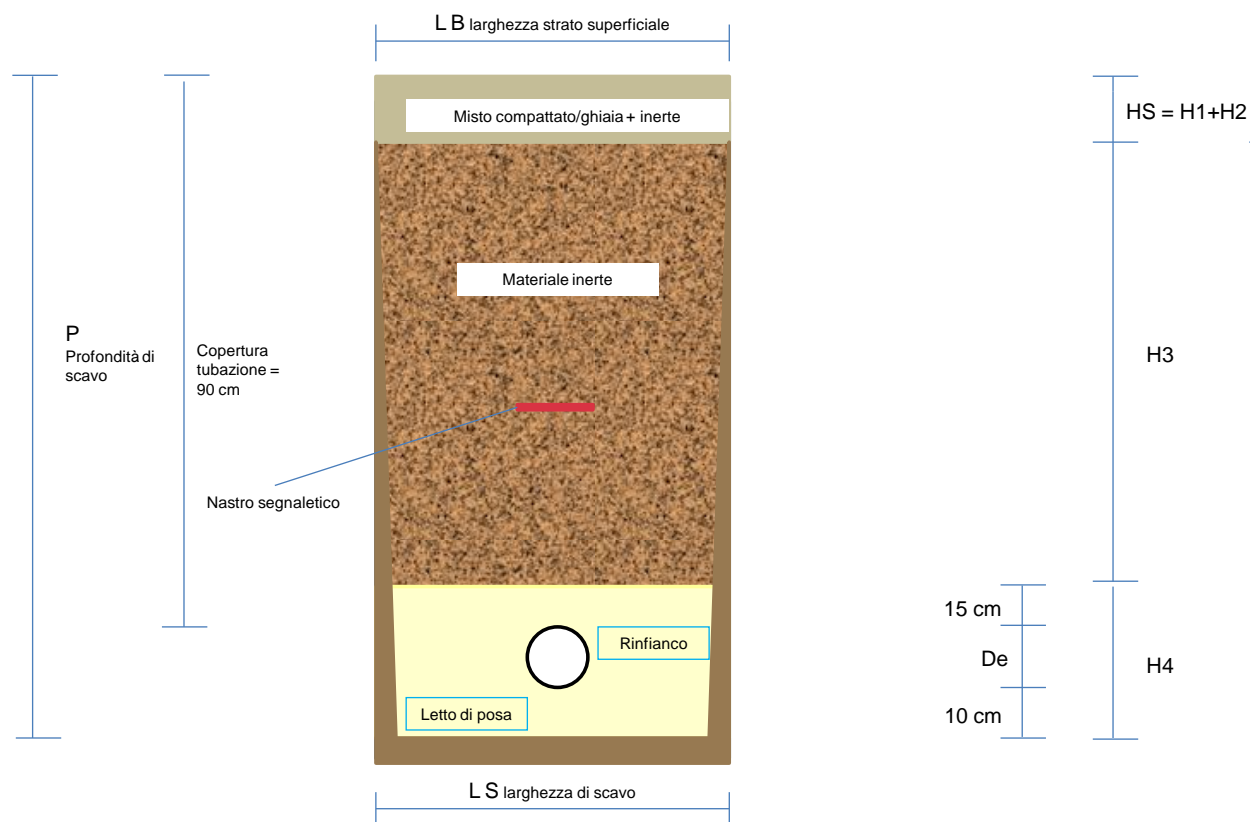 L B larghezza strato superficiale
Misto compattato/ghiaia + inerte
HS = H1+H2
Materiale inerte
P
Profondità di
scavo
Copertura
tubazione =
90 cm
H3
Nastro segnaletico
15 cm
Rinfianco
De
H4
Letto di posa
10 cm
L S larghezza di scavo